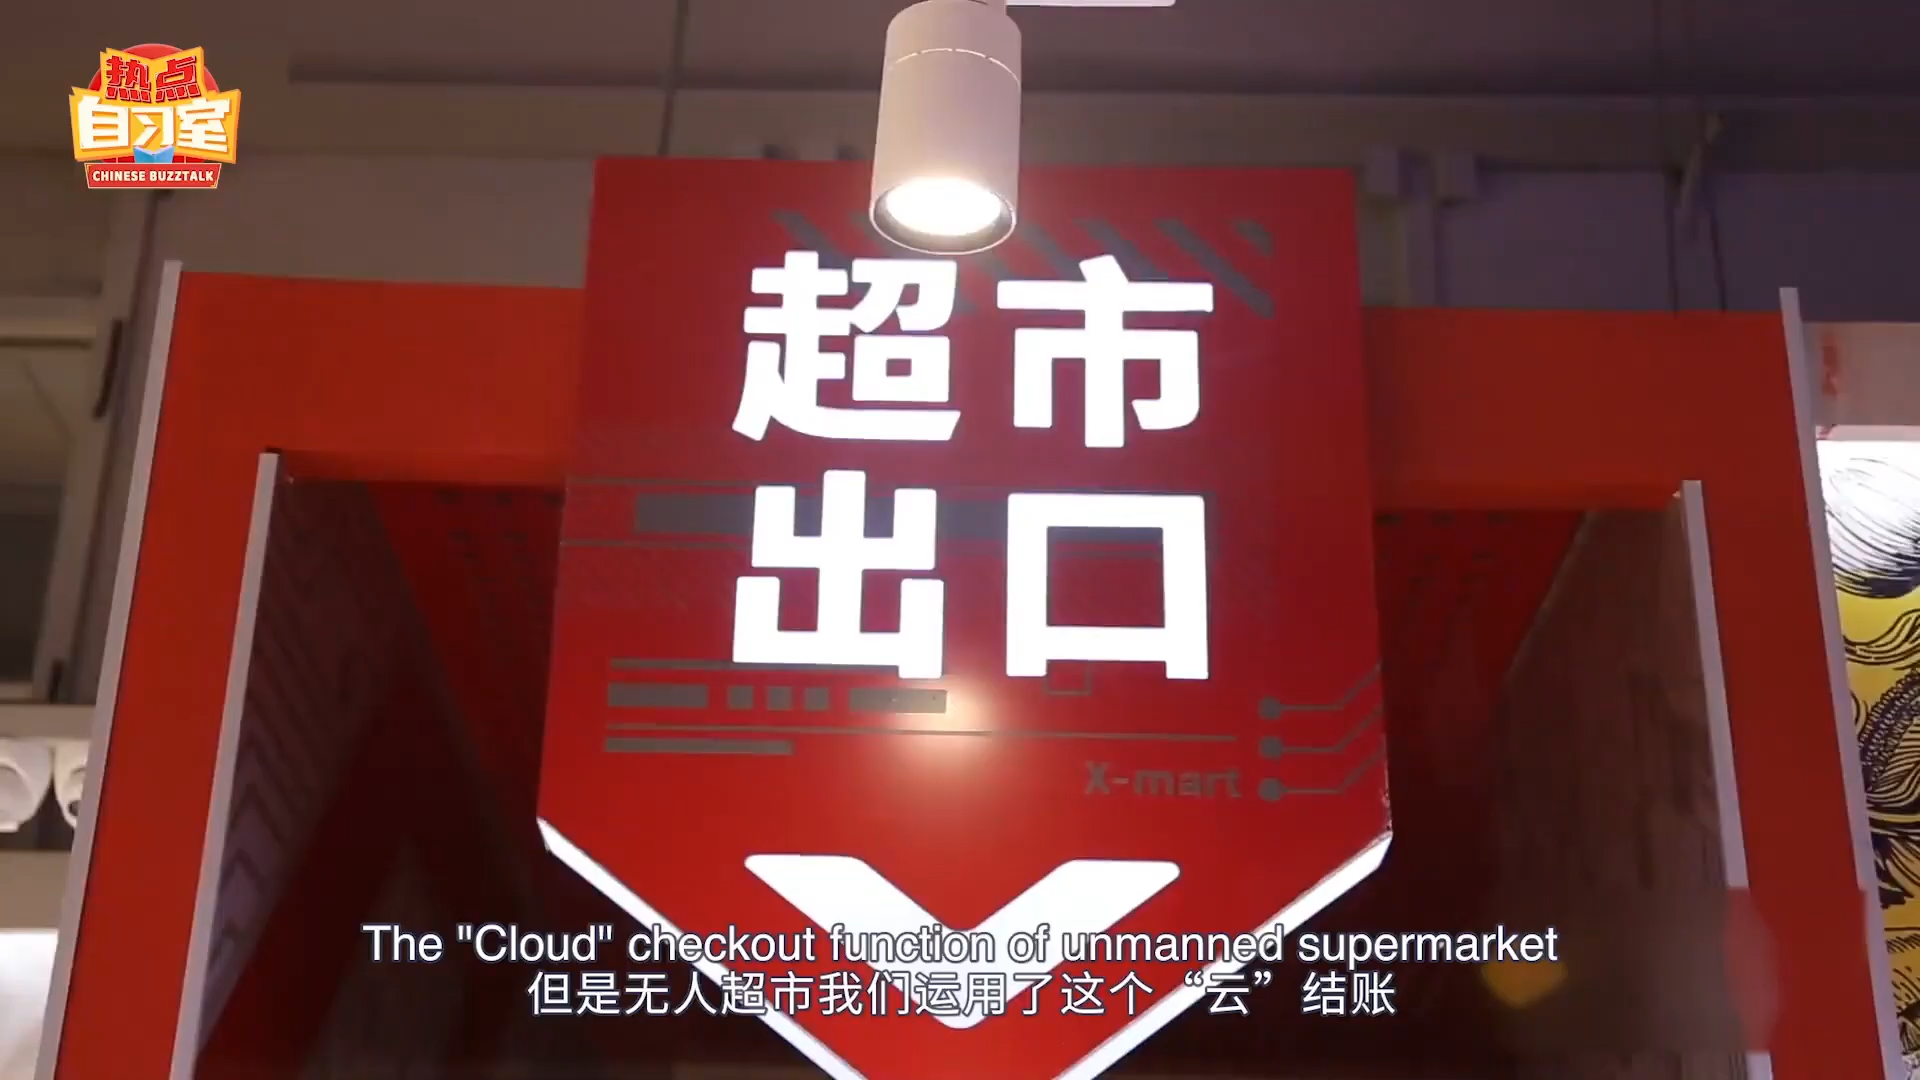 热点
自习室
CHINESE BUZZTALK
超市
出口
X-mart
The "Cloud" checkout function of unmanned supermarket
但是无人超市我们运用了这个“云”结账